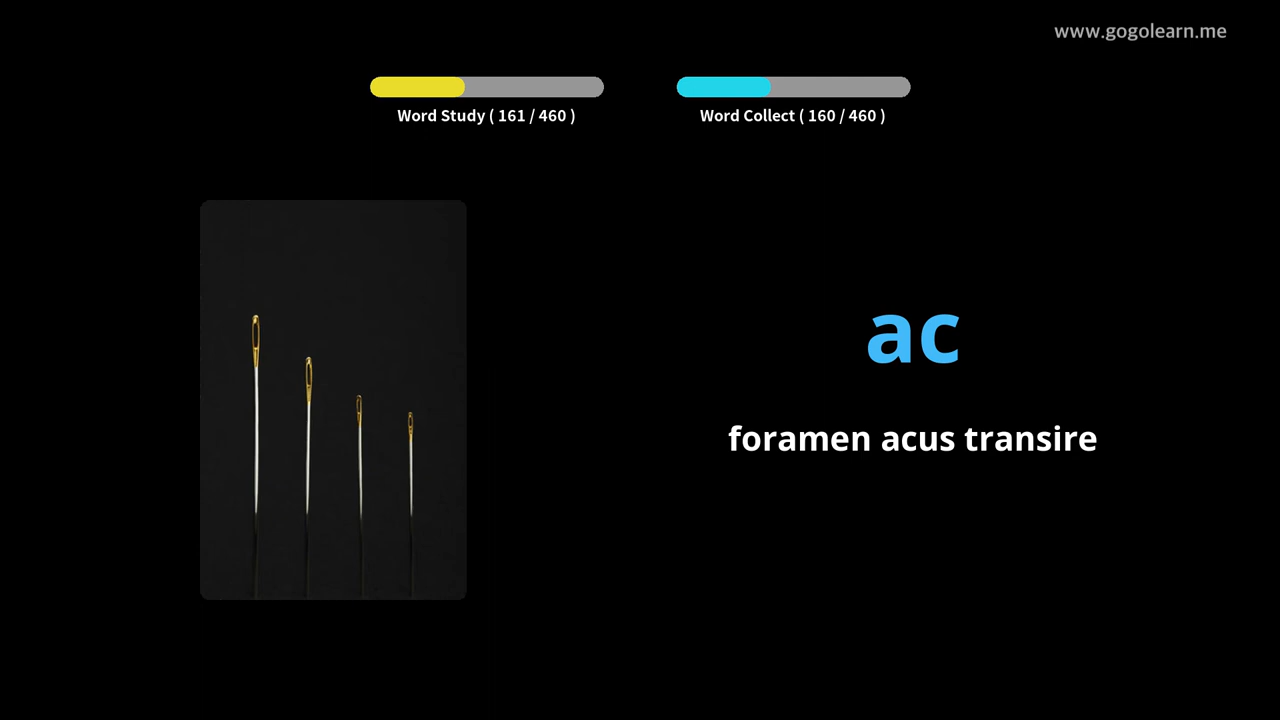 www.gogolearn.me
Word Study ( 161 / 460 )
Word Collect ( 160 / 460 )
ac
foramen acus transire